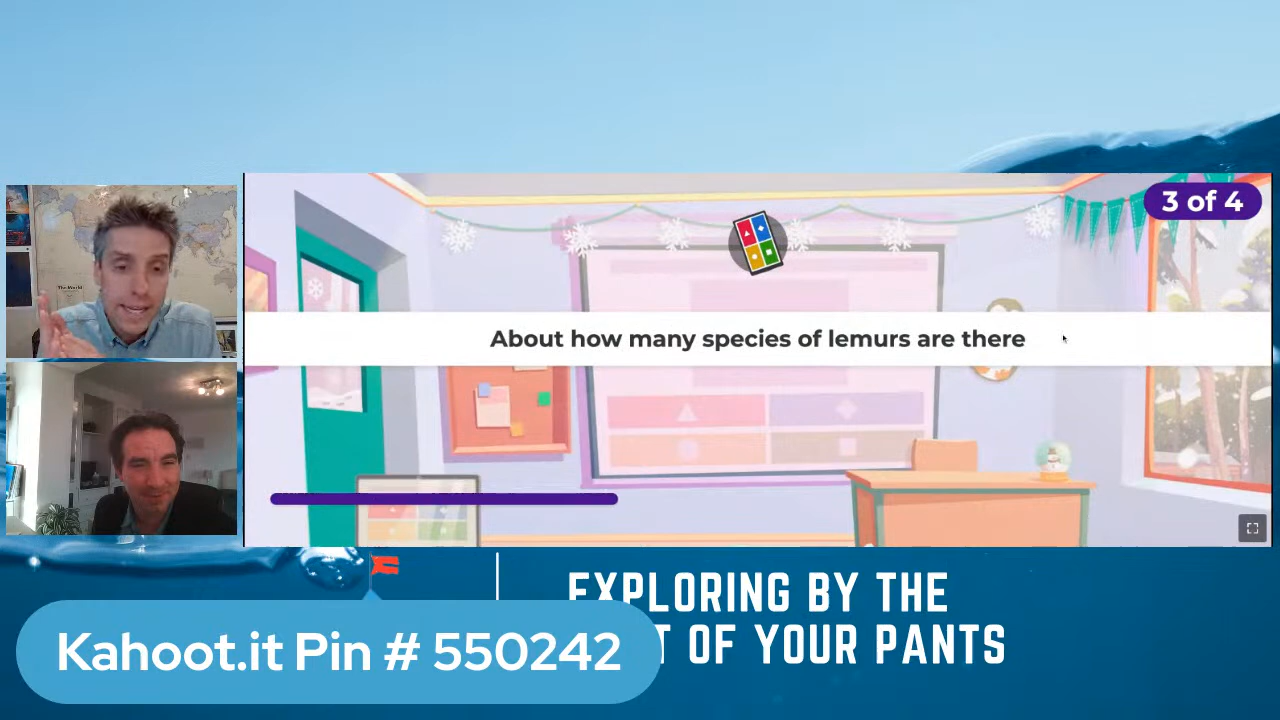 3 of 4
About how many species of lemurs are there
EXPLORING BY THE
T OF YOUR PANTS
Kahoot.it Pin # 550242